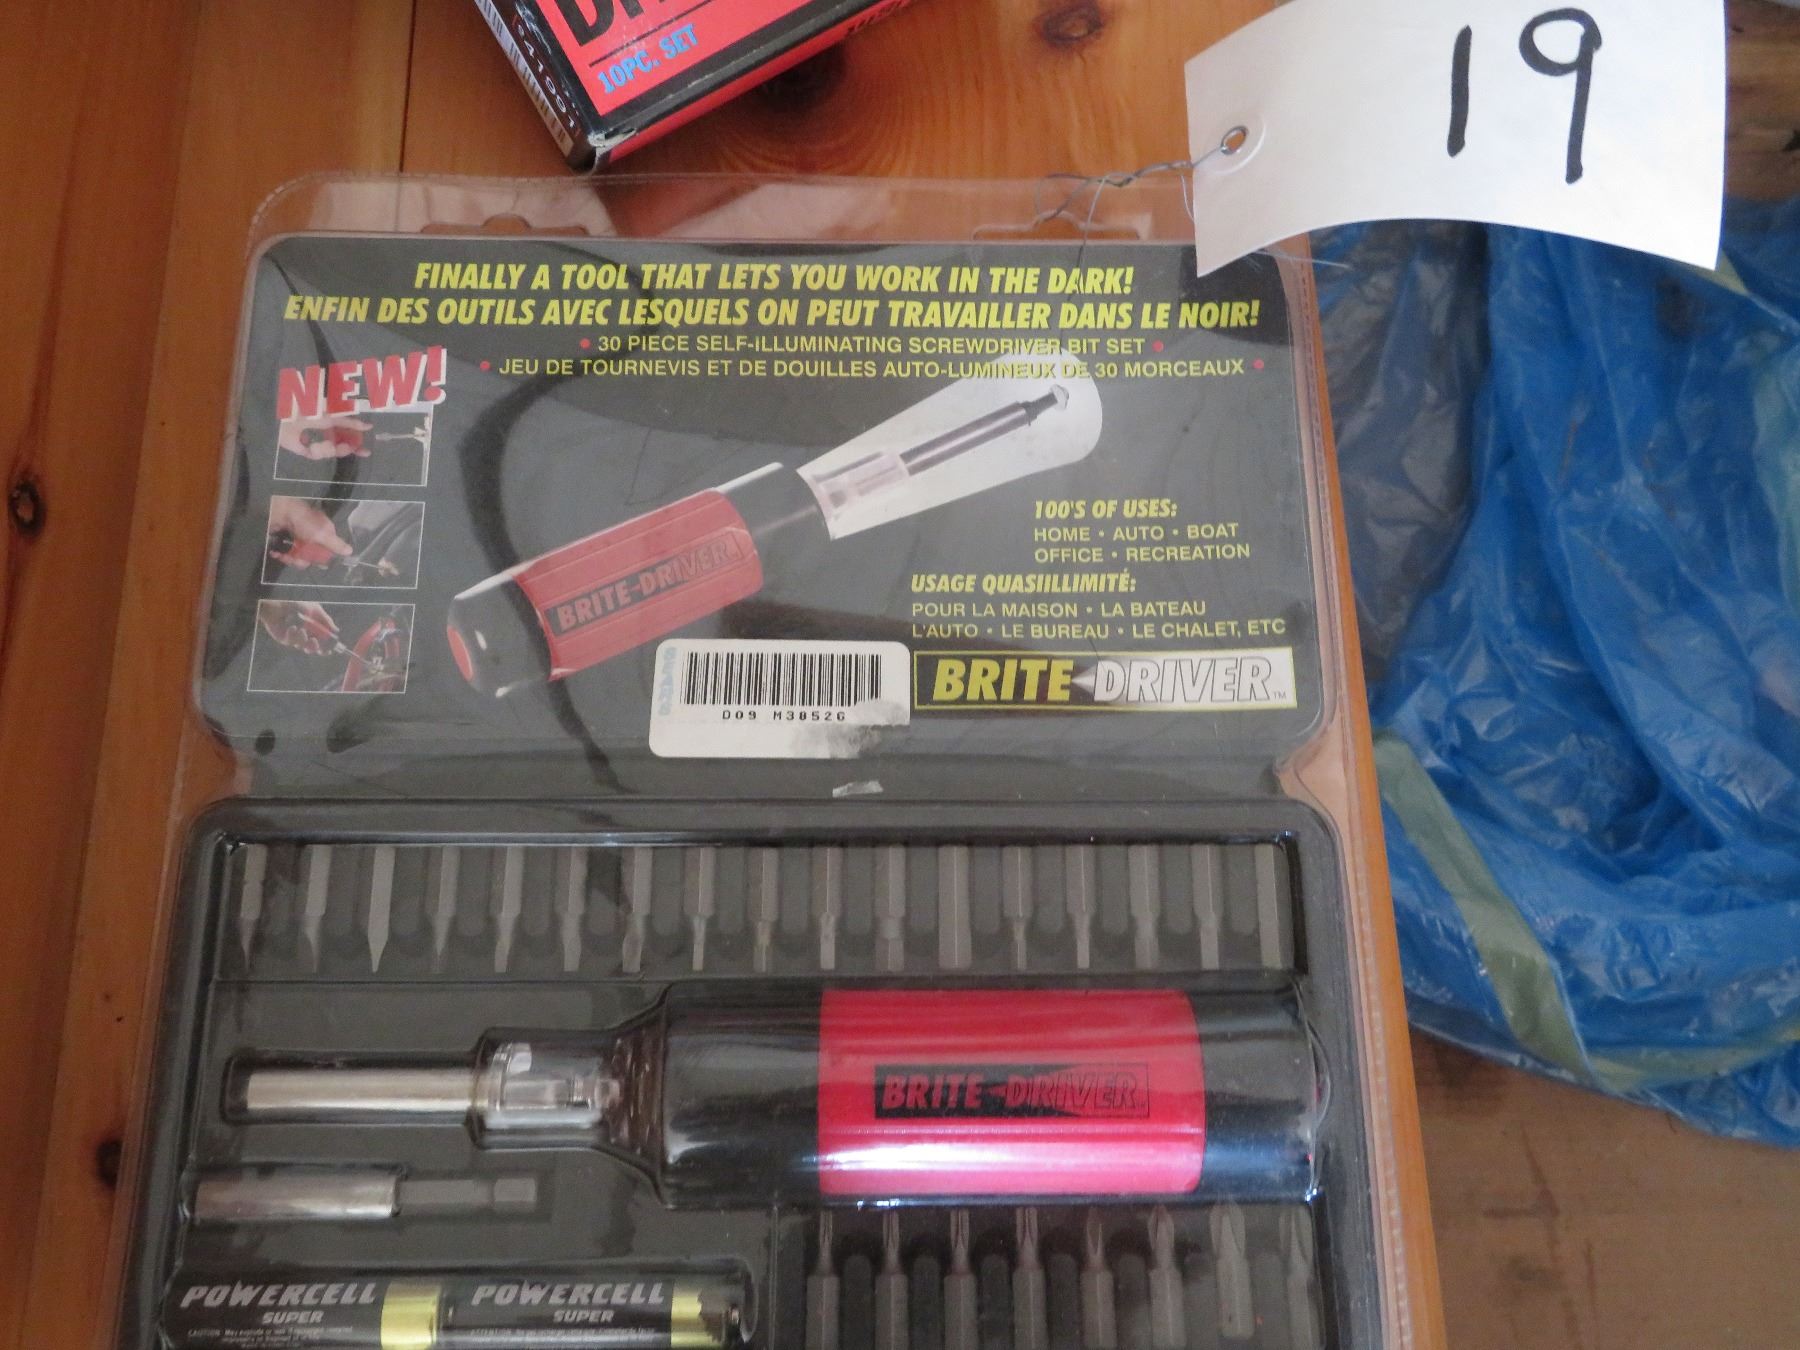 10PC. SET
041991
19
FINALLY A TOOL THAT LETS YOU WORK IN THE DARK!
ENFIN DES OUTILS AVEC LESQUELS ON PEUT TRAVAILLER DANS LE NOIR!
• 30 PIECE SELF-ILLUMINATING SCREWDRIVER BIT SET •
• JEU DE TOURNEVIS ET DE DOUILLES AUTO-LUMINEUX DE 30 MORCEAUX •
NEW!
100'S OF USES:
HOME • AUTO • BOAT
OFFICE • RECREATION
USAGE QUASIILLIMITÉ:
POUR LA MAISON • LA BATEAU
L'AUTO • LE BUREAU • LE CHALET, ETC
BRITE-DRIVER
BRITE DRIVER™
D09 M38526
BRITE-DRIVER
POWERCELL
SUPER
POWERCELL
SUPER